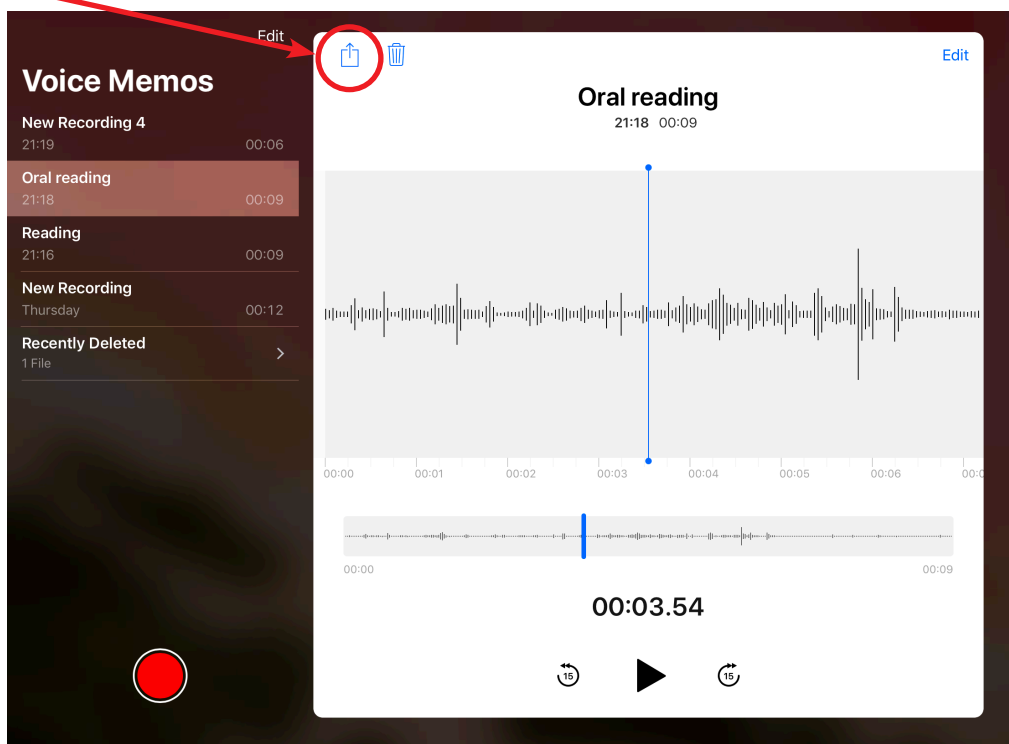 Edit
Voice Memos
New Recording 4
21:19 00:06
Oral reading
21:18 00:09
Reading
21:16 00:09
New Recording
Thursday 00:12
Recently Deleted
1 File
Edit
Oral reading
21:18 00:09
00:00 00:01 00:02 00:03 00:04 00:05 00:06 00:0
00:00 00:09
00:03.54
15 15